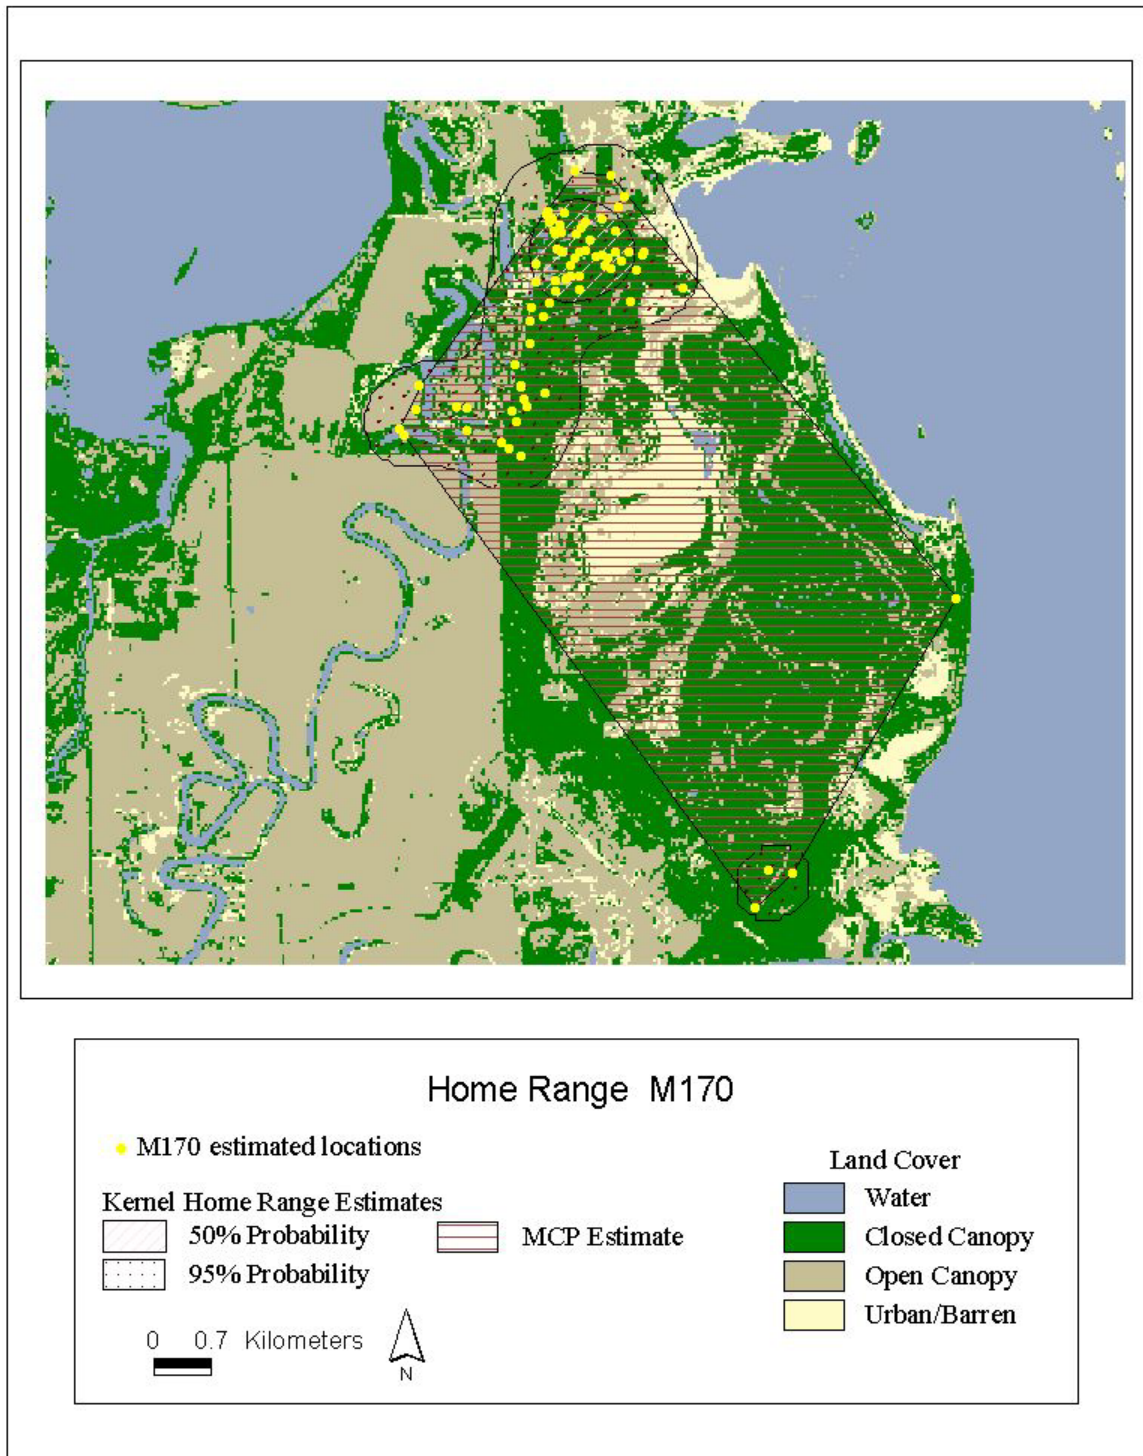 Home Range M170
M170 estimated locations
Kernel Home Range Estimates
50% Probability
95% Probability
MCP Estimate
Land Cover
Water
Closed Canopy
Open Canopy
Urban/Barren
0 0.7 Kilometers
N